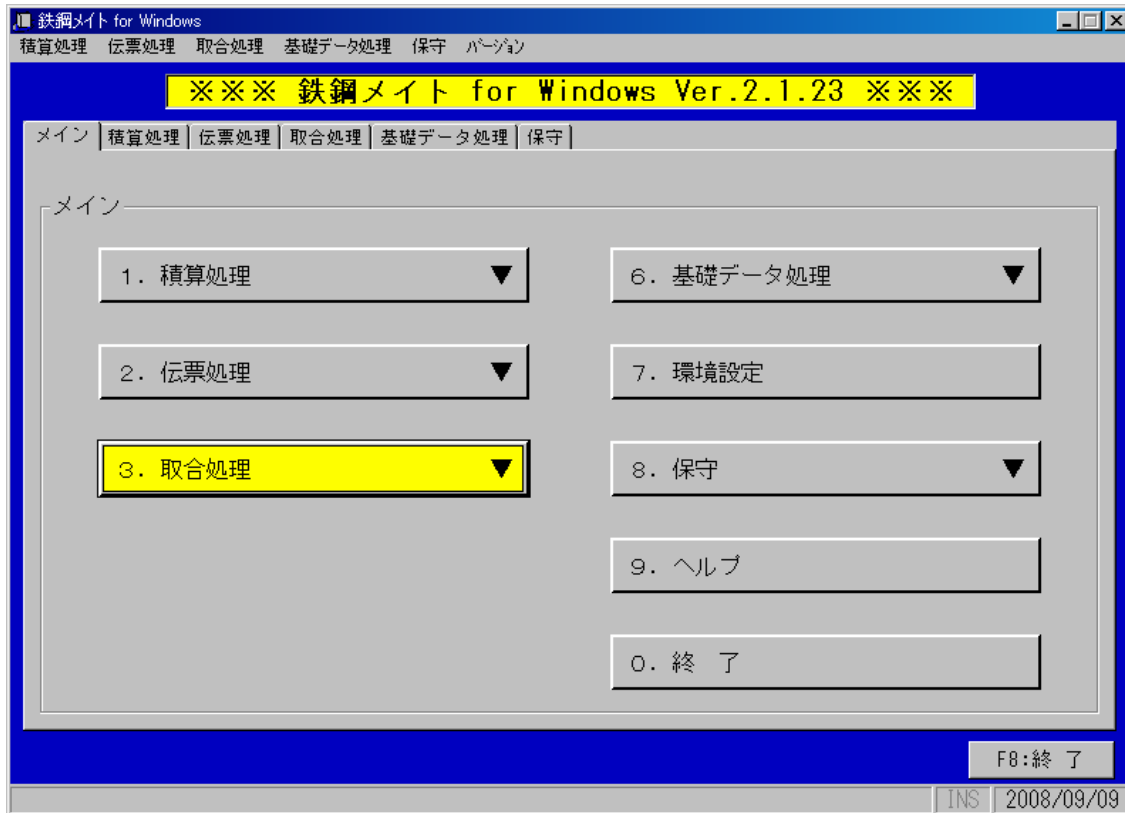 鉄鋼メイト for Windows
積算処理 伝票処理 取合処理 基礎データ処理 保守 バージョン
※※※ 鉄鋼メイト for Windows Ver.2.1.23 ※※※
メイン 積算処理 伝票処理 取合処理 基礎データ処理 保守
メイン
1. 積算処理 ▼
6. 基礎データ処理 ▼
2. 伝票処理 ▼
7. 環境設定
3. 取合処理 ▼
8. 保守 ▼
9. ヘルプ
0. 終 了
F8:終 了
INS 2008/09/09